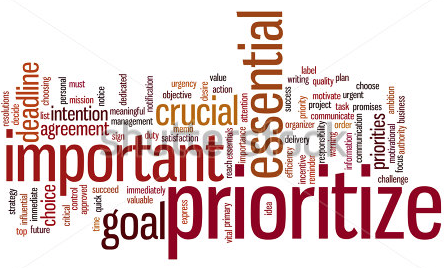 essential
label
writing quality plan
success
motivate urgent
choose
project task promises
communicate
organizer order
delivery
efficiency
incentive
reminder
responsibility
written
information
communication
priorities
motivational
ambition
focus
authority
business
challenge
priority
deadline
resolutions
decide
list
choosing
personal must
mission notice
dedicated
notification
management meaningful
intention
agreement
sign duty
urgency value
objective desire action
crucial
memo
satisfaction
attention
importance
reach essentials
important
shutterstock
prioritize
goal
choice
strategy
influential
top future
immediate
critical
control
approved
succeed
quick
time
immediately
valuable
express
vital primary
idea